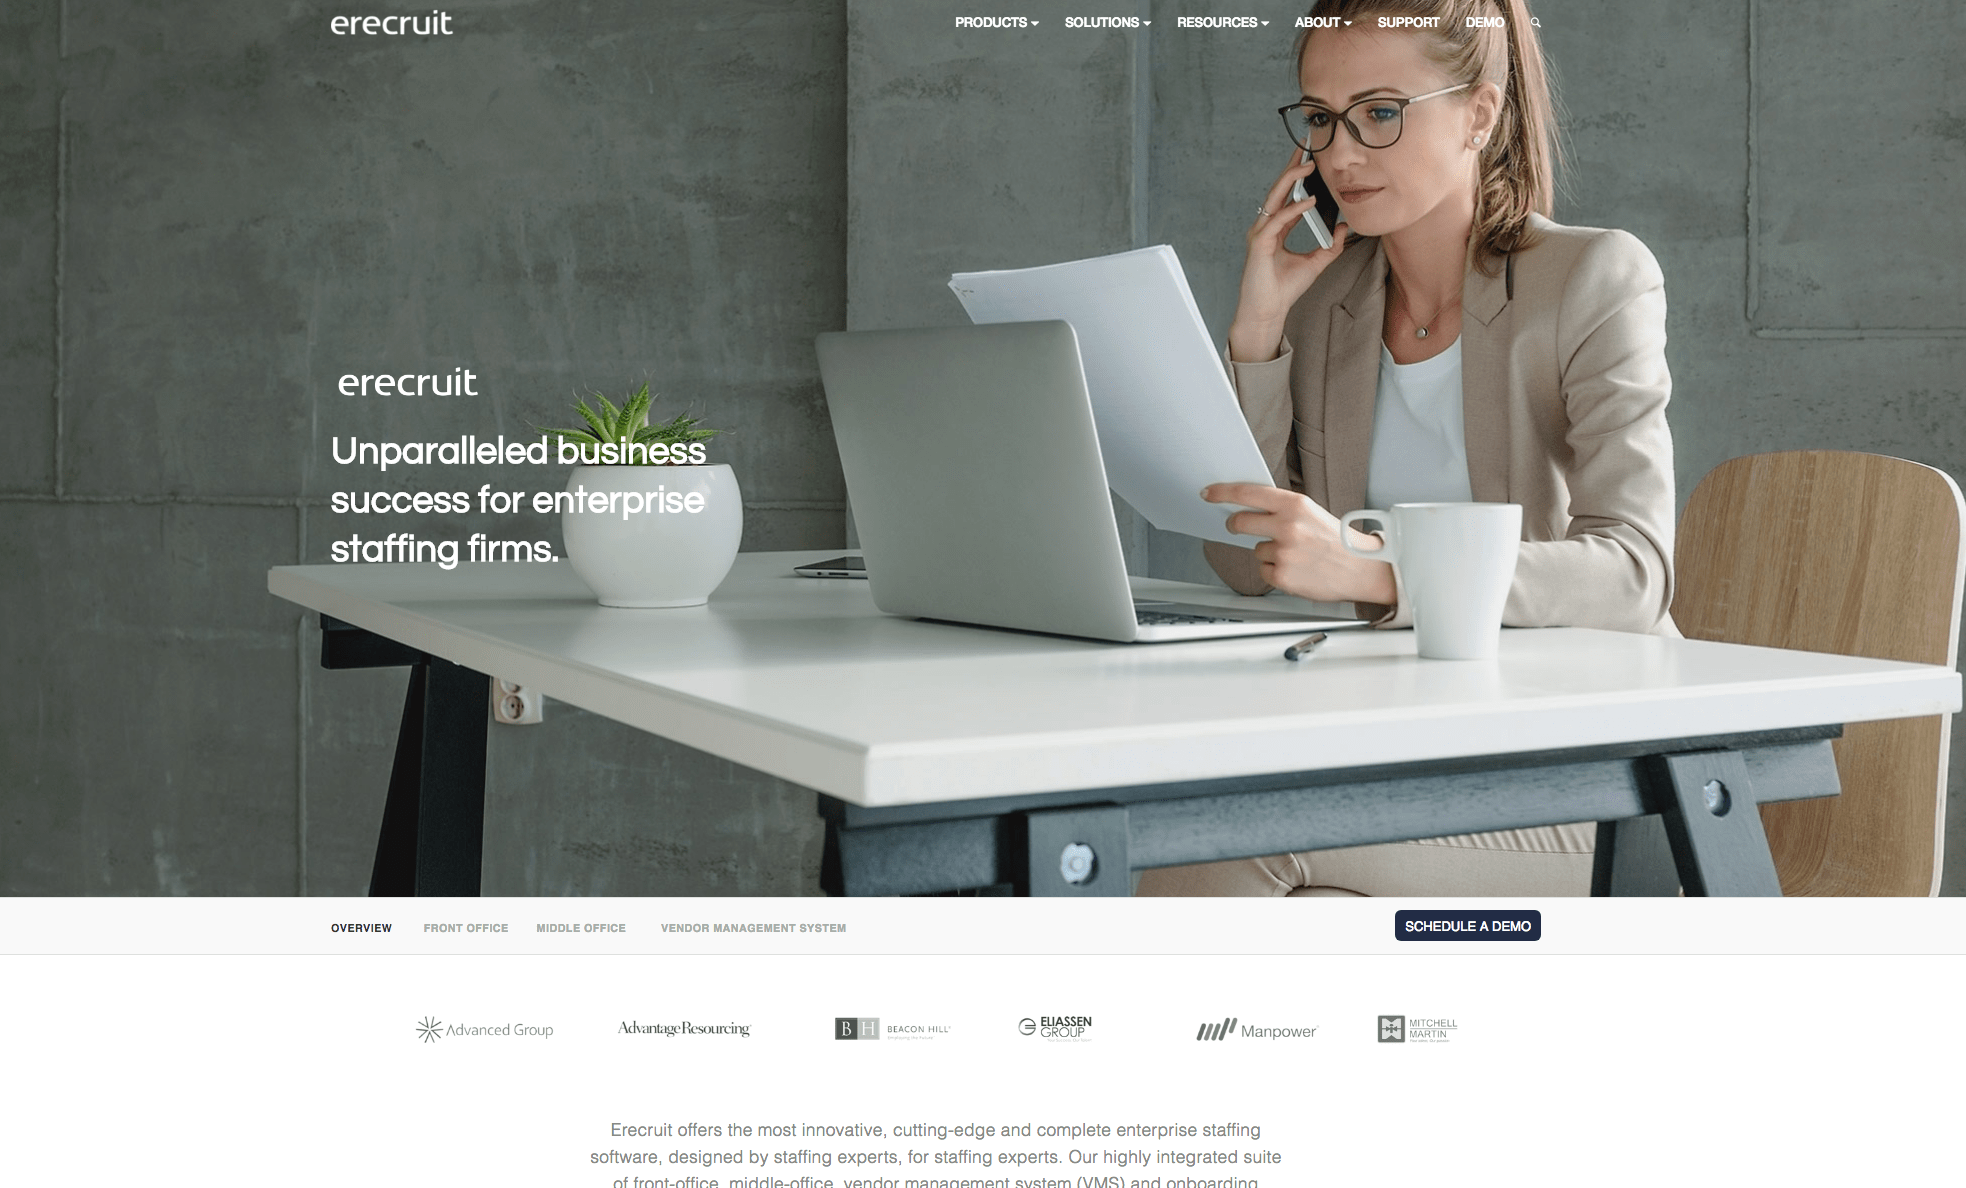 erecruit
PRODUCTS
SOLUTIONS
RESOURCES
ABOUT
SUPPORT
DEMO
erecruit
Unparalleled business
success for enterprise
staffing firms.
OVERVIEW
FRONT OFFICE
MIDDLE OFFICE
VENDOR MANAGEMENT SYSTEM
SCHEDULE A DEMO
Advanced Group
Advantage Resourcing
BH
BEACON HILL
ELIASSEN
GROUP
Manpower
MITCHELL
MARTIN
Erecruit offers the most innovative, cutting-edge and complete enterprise staffing
software, designed by staffing experts, for staffing experts. Our highly integrated suite
of front-office, middle-office, vendor management system (VMS) and onboarding